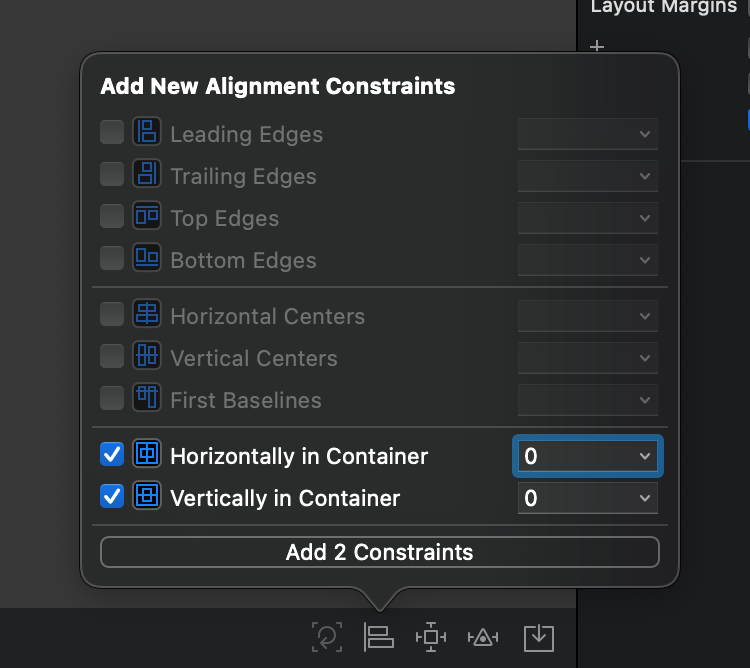 Layout Margins
Add New Alignment Constraints
Leading Edges
Trailing Edges
Top Edges
Bottom Edges
Horizontal Centers
Vertical Centers
First Baselines
Horizontally in Container 0
Vertically in Container 0
Add 2 Constraints